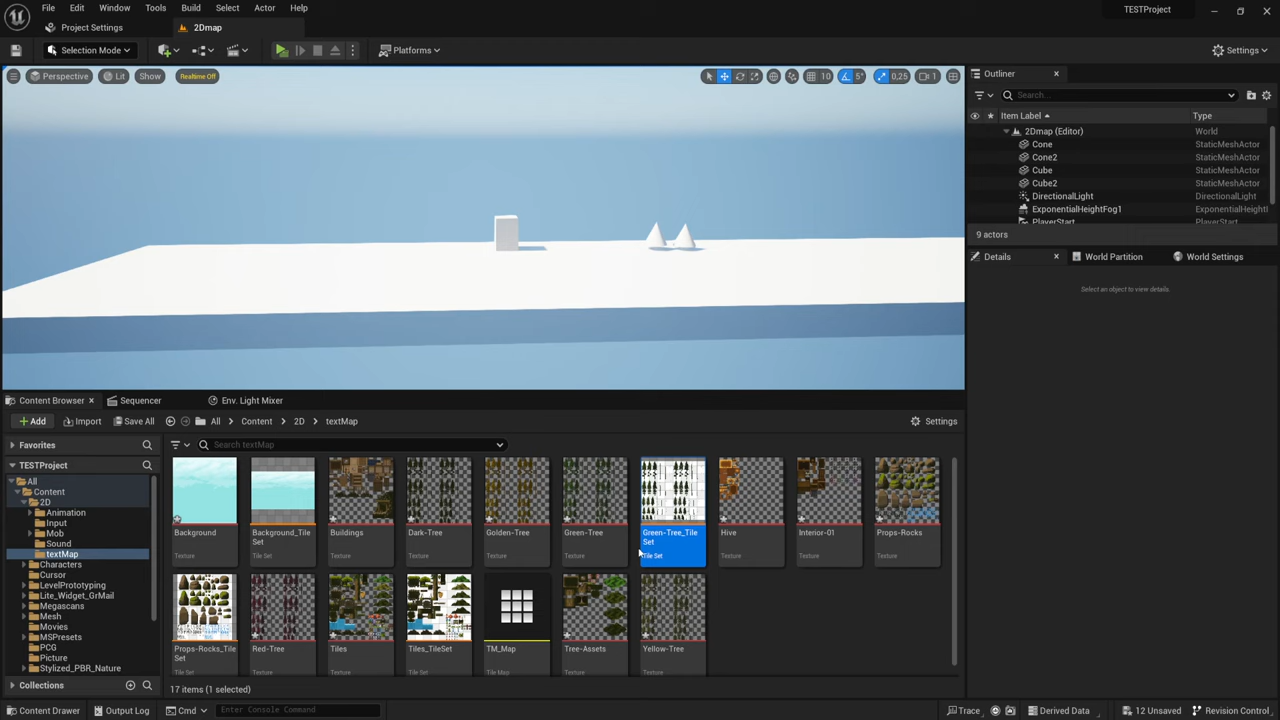 File Edit Window Tools Build Select Actor Help
TESTProject
Project Settings
2Dmap
Selection Mode
Platforms
Settings
Perspective Lit Show
Realtime Off
10 5° 0,25 1
Outliner
Search...
Item Label Type
2Dmap (Editor) World
Cone StaticMeshActor
Cone2 StaticMeshActor
Cube StaticMeshActor
Cube2 StaticMeshActor
DirectionalLight DirectionalLight
ExponentialHeightFog1 ExponentialHeightI
PlayerStart PlayerStart
9 actors
Details World Partition World Settings
Select an object to view details.
Content Browser Sequencer Env. Light Mixer
Add Import Save All All Content 2D textMap Settings
Favorites
Search textMap
TESTProject
All
Content
2D
Animation
Input
Mob
Sound
textMap
Characters
Cursor
LevelPrototyping
Lite_Widget_GrMail
Megascans
Mesh
Movies
MSPresets
PCG
Picture
Stylized_PBR_Nature
Collections
Background
Texture
Background_Tile
Set
Tile Set
Buildings
Texture
Dark-Tree
Texture
Golden-Tree
Texture
Green-Tree
Texture
Green-Tree_Tile
Set
Tile Set
Hive
Texture
Interior-01
Texture
Props-Rocks
Texture
Props-Rocks_Tile
Set
Tile Set
Red-Tree
Texture
Tiles
Texture
Tiles_TileSet
Tile Set
TM_Map
Tile Map
Tree-Assets
Texture
Yellow-Tree
Texture
17 items (1 selected)
Content Drawer Output Log Cmd Enter Console Command
Trace Derived Data 12 Unsaved Revision Control